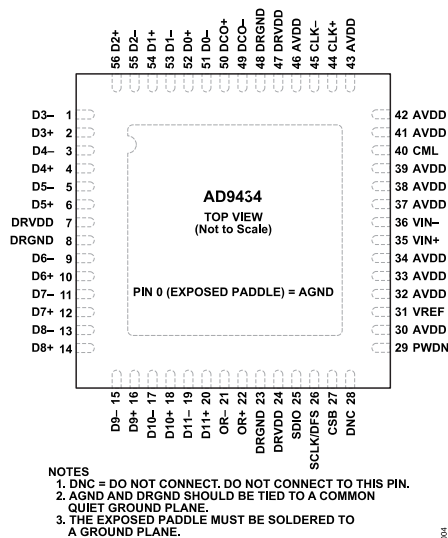 56 D2+
55 D2–
54 D1+
53 D1–
52 D0+
51 D0–
50 DCO+
49 DCO–
48 DRGND
47 DRVDD
46 AVDD
45 CLK–
44 CLK+
43 AVDD
D3– 1
D3+ 2
D4– 3
D4+ 4
D5– 5
D5+ 6
DRVDD 7
DRGND 8
D6– 9
D6+ 10
D7– 11
D7+ 12
D8– 13
D8+ 14
AD9434
TOP VIEW
(Not to Scale)
PIN 0 (EXPOSED PADDLE) = AGND
42 AVDD
41 AVDD
40 CML
39 AVDD
38 AVDD
37 AVDD
36 VIN–
35 VIN+
34 AVDD
33 AVDD
32 AVDD
31 VREF
30 AVDD
29 PWDN
D9– 15
D9+ 16
D10– 17
D10+ 18
D11– 19
D11+ 20
OR– 21
OR+ 22
DRGND 23
DRVDD 24
SDIO 25
SCLK/DFS 26
CSB 27
DNC 28
NOTES
1. DNC = DO NOT CONNECT. DO NOT CONNECT TO THIS PIN.
2. AGND AND DRGND SHOULD BE TIED TO A COMMON
QUIET GROUND PLANE.
3. THE EXPOSED PADDLE MUST BE SOLDERED TO
A GROUND PLANE.